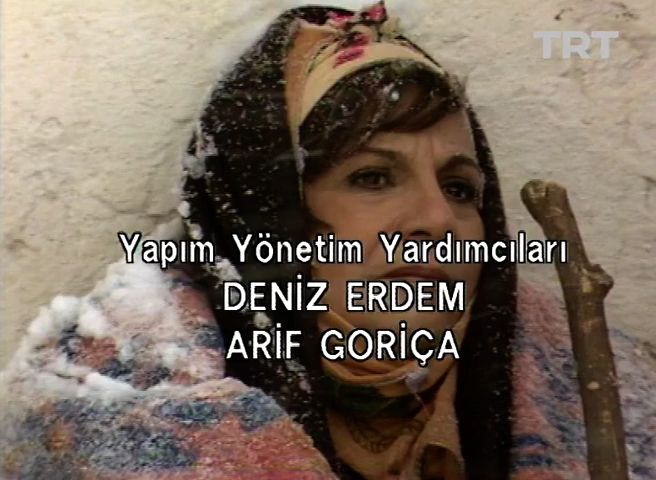 TRT
Yapım Yönetim Yardımcıları
DENİZ ERDEM
ARİF GORİÇA